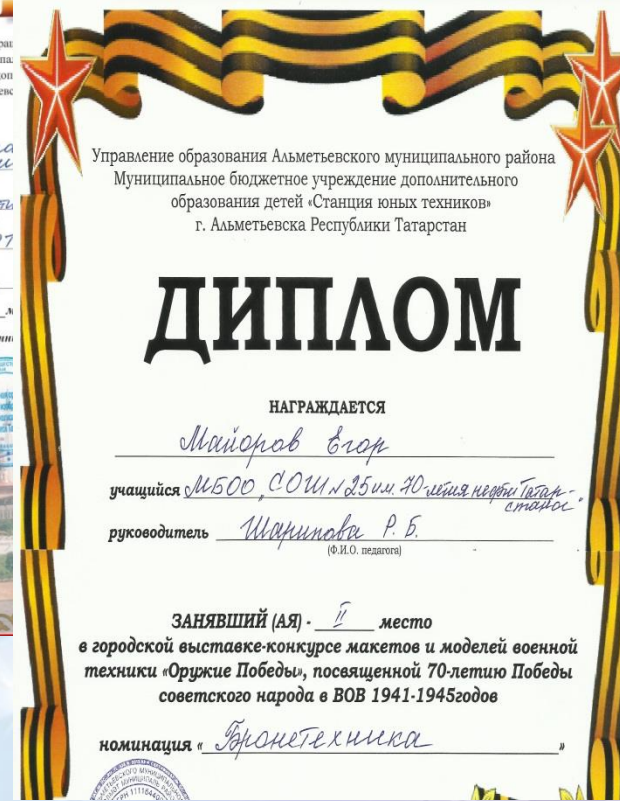 Управление образования Альметьевского муниципального района
Муниципальное бюджетное учреждение дополнительного
образования детей «Станция юных техников»
г. Альметьевска Республики Татарстан
ДИПЛОМ
НАГРАЖДАЕТСЯ
Майоров Егор
учащийся МБОО „СОШ №25 им. 70-летия нефти Татар-
стана"
руководитель Шарипова Р. Б.
(Ф.И.О. педагога)
ЗАНЯВШИЙ (АЯ) - II место
в городской выставке-конкурсе макетов и моделей военной
техники «Оружие Победы», посвященной 70-летию Победы
советского народа в ВОВ 1941-1945годов
номинация «Бронетехника»